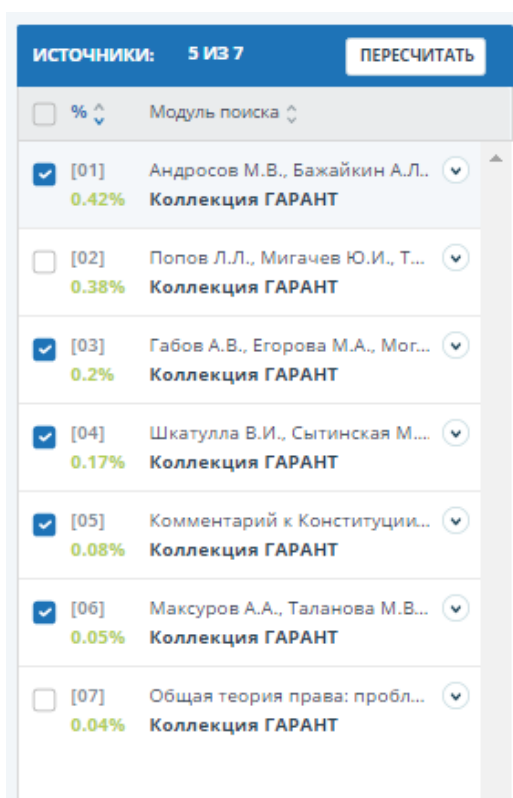 ИСТОЧНИКИ: 5 ИЗ 7 ПЕРЕСЧИТАТЬ
% Модуль поиска
[01] Андросов М.В., Бажайкин А.Л..
0.42% Коллекция ГАРАНТ
[02] Попов Л.Л., Мигачев Ю.И., Т...
0.38% Коллекция ГАРАНТ
[03] Габов А.В., Егорова М.А., Мог...
0.2% Коллекция ГАРАНТ
[04] Шкатулла В.И., Сытинская М....
0.17% Коллекция ГАРАНТ
[05] Комментарий к Конституции...
0.08% Коллекция ГАРАНТ
[06] Максуров А.А., Таланова М.В...
0.05% Коллекция ГАРАНТ
[07] Общая теория права: пробл...
0.04% Коллекция ГАРАНТ